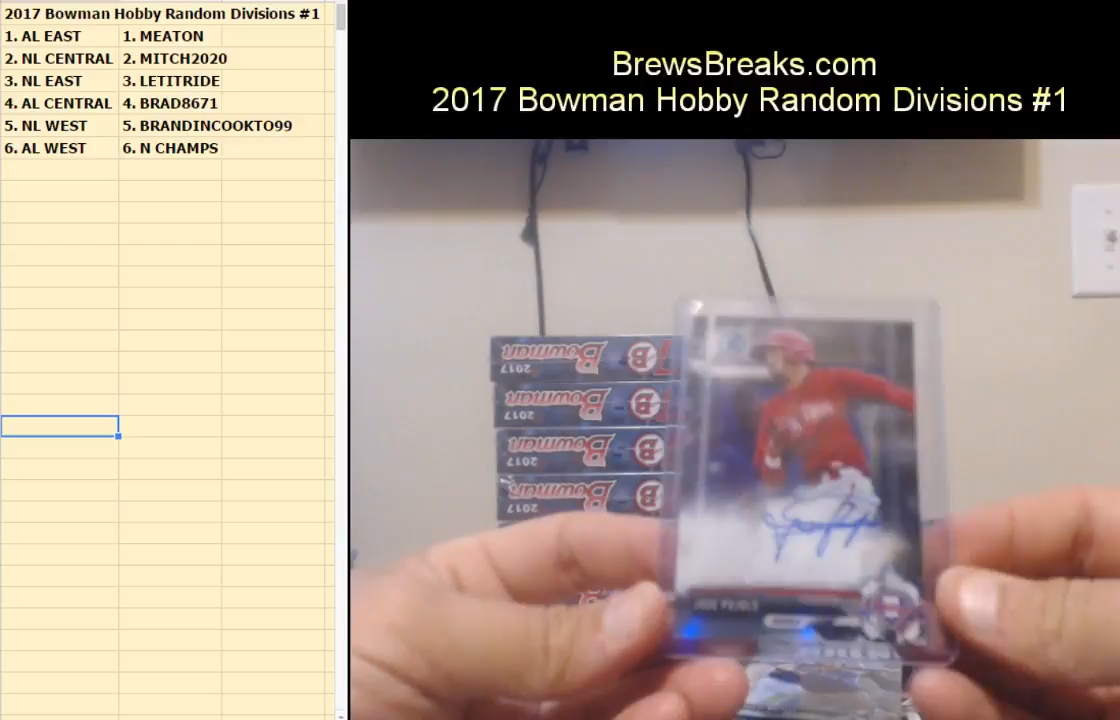 2017 Bowman Hobby Random Divisions #1
1. AL EAST 1. MEATON
2. NL CENTRAL 2. MITCH2020
3. NL EAST 3. LETITRIDE
4. AL CENTRAL 4. BRAD8671
5. NL WEST 5. BRANDINCOOKTO99
6. AL WEST 6. N CHAMPS
BrewsBreaks.com
2017 Bowman Hobby Random Divisions #1
Bowman B
2017
Bowman B
2017
Bowman B
2017
Bowman B
2017